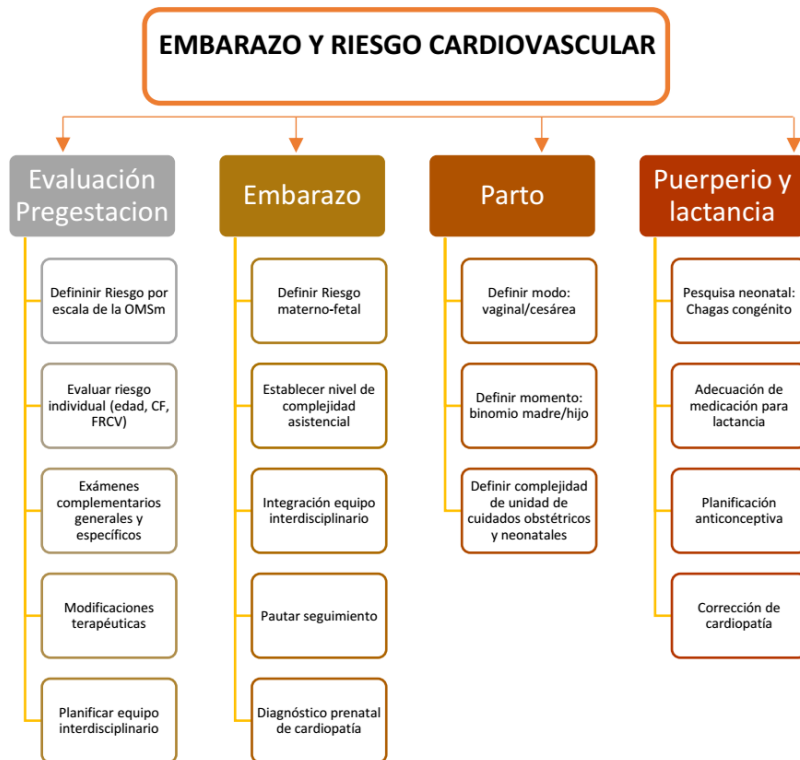 EMBARAZO Y RIESGO CARDIOVASCULAR
Evaluación
Pregestacion
Defininir Riesgo por
escala de la OMSm
Evaluar riesgo
individual (edad, CF,
FRCV)
Exámenes
complementarios
generales y
específicos
Modificaciones
terapéuticas
Planificar equipo
interdisciplinario
Embarazo
Definir Riesgo
materno-fetal
Establecer nivel de
complejidad
asistencial
Integración equipo
interdisciplinario
Pautar seguimiento
Diagnóstico prenatal
de cardiopatía
Parto
Definir modo:
vaginal/cesárea
Definir momento:
binomio madre/hijo
Definir complejidad
de unidad de
cuidados obstétricos
y neonatales
Puerperio y
lactancia
Pesquisa neonatal:
Chagas congénito
Adecuación de
medicación para
lactancia
Planificación
anticonceptiva
Corrección de
cardiopatía